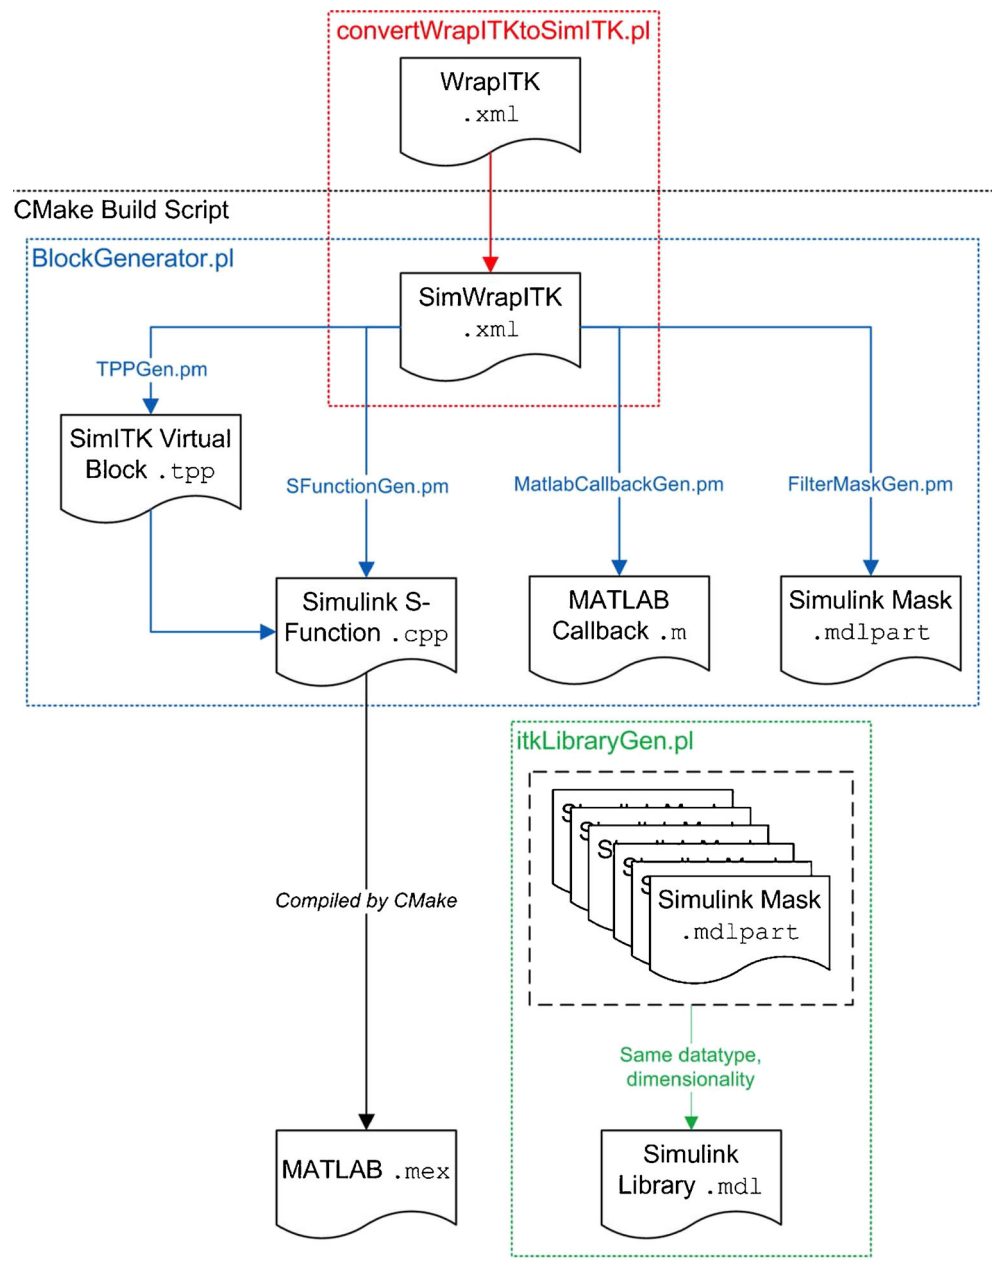 convertWrapITKtoSimITK.pl
WrapITK
.xml
CMake Build Script
BlockGenerator.pl
SimWrapITK
.xml
TPPGen.pm
SimITK Virtual
Block .tpp
SFunctionGen.pm
MatlabCallbackGen.pm
FilterMaskGen.pm
Simulink S-
Function .cpp
MATLAB
Callback .m
Simulink Mask
.mdlpart
itkLibraryGen.pl
Simulink Mask
.mdlpart
Compiled by CMake
Same datatype,
dimensionality
MATLAB .mex
Simulink
Library .mdl